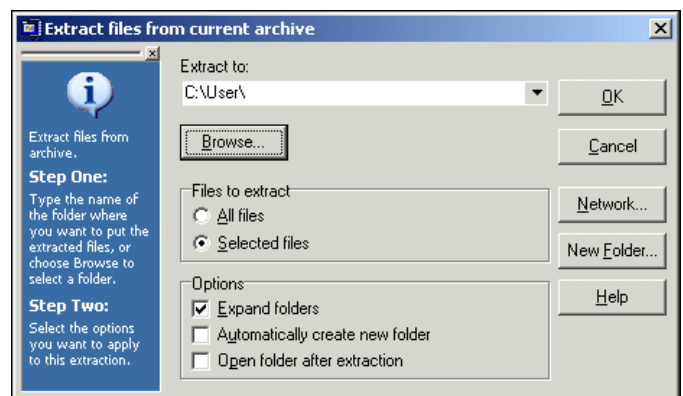 Extract files from current archive
Extract files from
archive.
Step One:
Type the name of
the folder where
you want to put the
extracted files, or
choose Browse to
select a folder.
Step Two:
Select the options
you want to apply
to this extraction.
Extract to:
C:\User\
Browse...
Files to extract
All files
Selected files
Options
Expand folders
Automatically create new folder
Open folder after extraction
OK
Cancel
Network...
New Folder...
Help